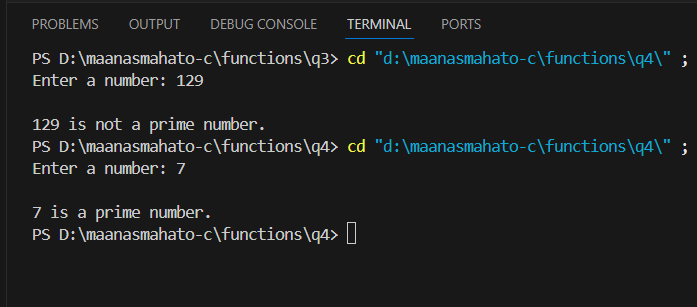 PROBLEMS OUTPUT DEBUG CONSOLE TERMINAL PORTS
PS D:\maanasmahato-c\functions\q3> cd "d:\maanasmahato-c\functions\q4\" ;
Enter a number: 129
129 is not a prime number.
PS D:\maanasmahato-c\functions\q4> cd "d:\maanasmahato-c\functions\q4\" ;
Enter a number: 7
7 is a prime number.
PS D:\maanasmahato-c\functions\q4>